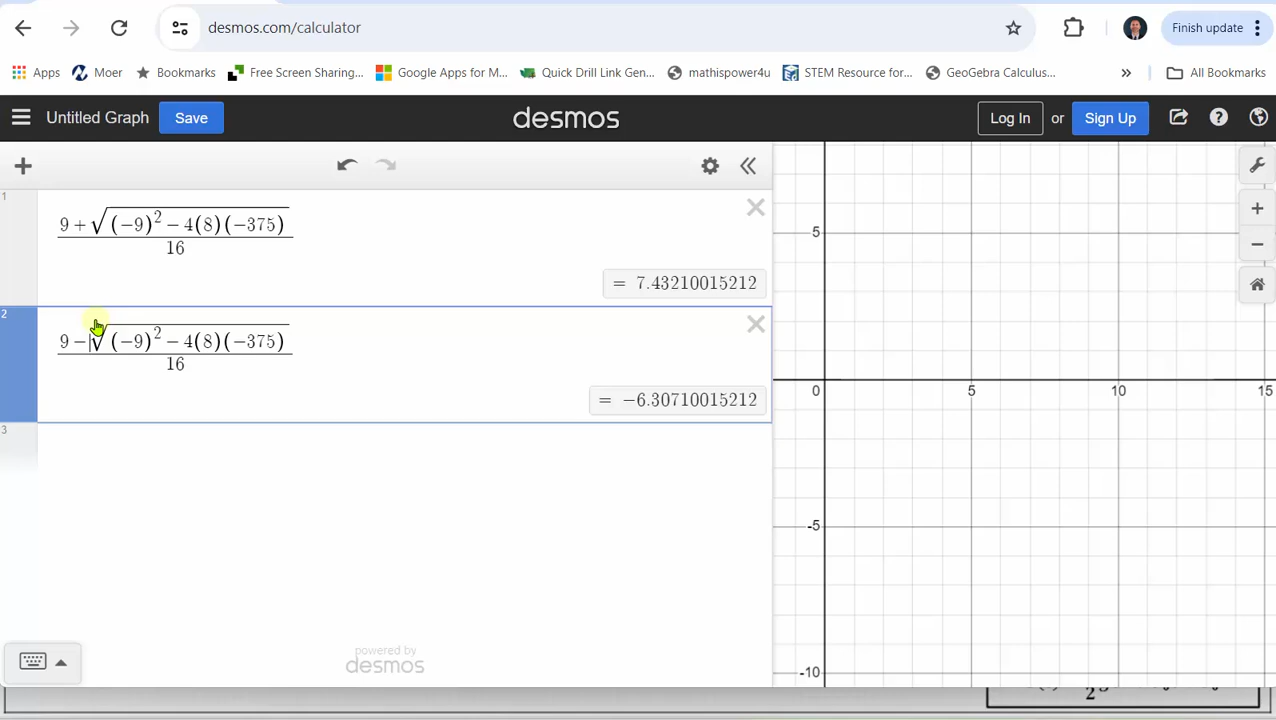 desmos.com/calculator
Finish update
Apps
Moer
Bookmarks
Free Screen Sharing...
Google Apps for M...
Quick Drill Link Gen...
mathispower4u
STEM Resource for...
GeoGebra Calculus...
»
All Bookmarks
Untitled Graph
Save
desmos
Log In or Sign Up
1
9 + √(-9)² - 4(8)(-375)
16
= 7.43210015212
2
9 - √(-9)² - 4(8)(-375)
16
= -6.30710015212
3
powered by
desmos
5
0
5
10
15
-5
-10